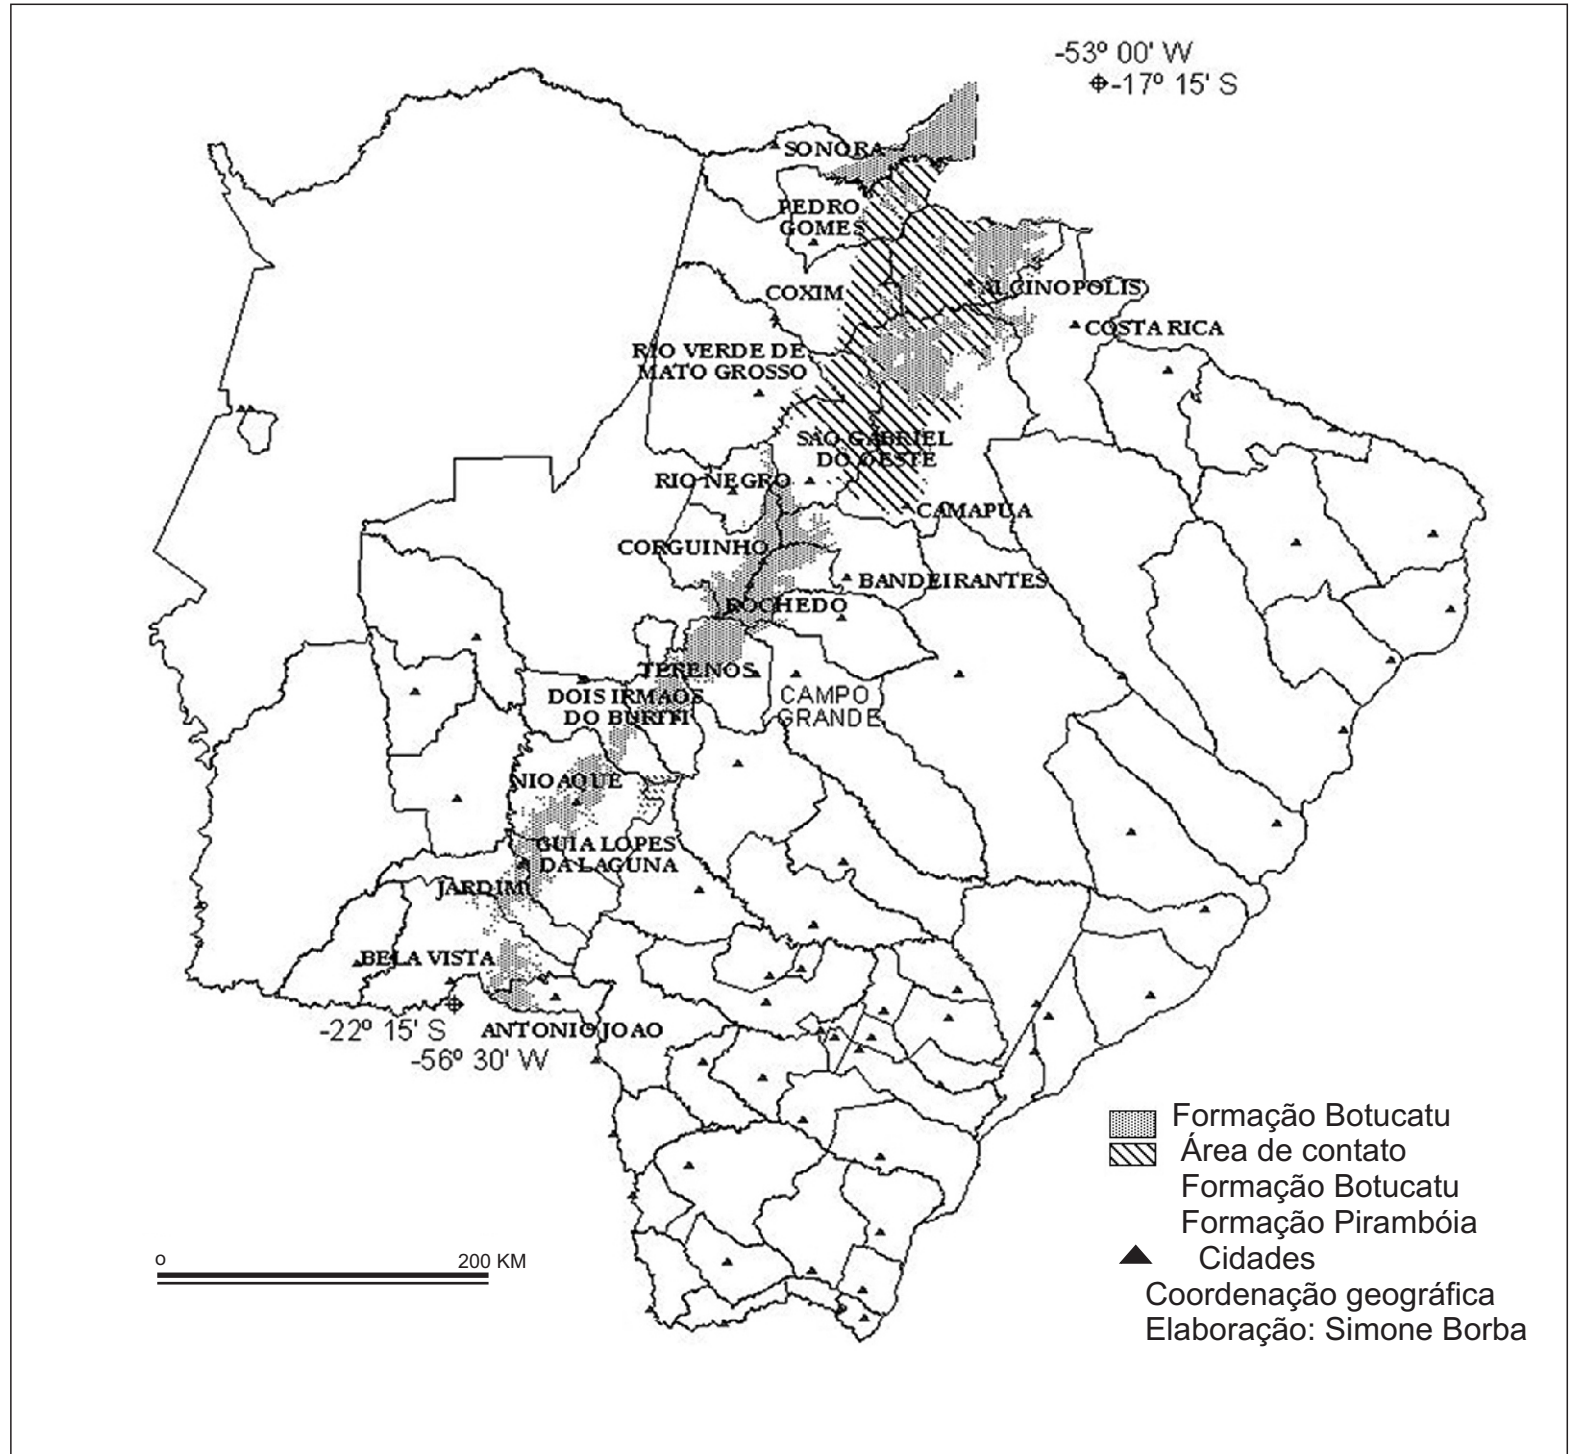 -53º 00' W
-17º 15' S
SONORA
PEDRO
GOMES
COXIM
ALCINOPOLIS
COSTA RICA
RIO VERDE DE
MATO GROSSO
SÃO GABRIEL
DO OESTE
RIO NEGRO
CAMAPUA
CORGUINHO
BANDEIRANTES
ROCHEDO
TERENOS
DOIS IRMAOS
DO BURITI
CAMPO
GRANDE
NIOAQUE
GUIA LOPES
DA LAGUNA
JARDIM
BELA VISTA
-22º 15' S
ANTONIO JOAO
-56º 30' W
Formação Botucatu
Área de contato
Formação Botucatu
Formação Pirambóia
Cidades
Coordenação geográfica
Elaboração: Simone Borba
o 200 KM